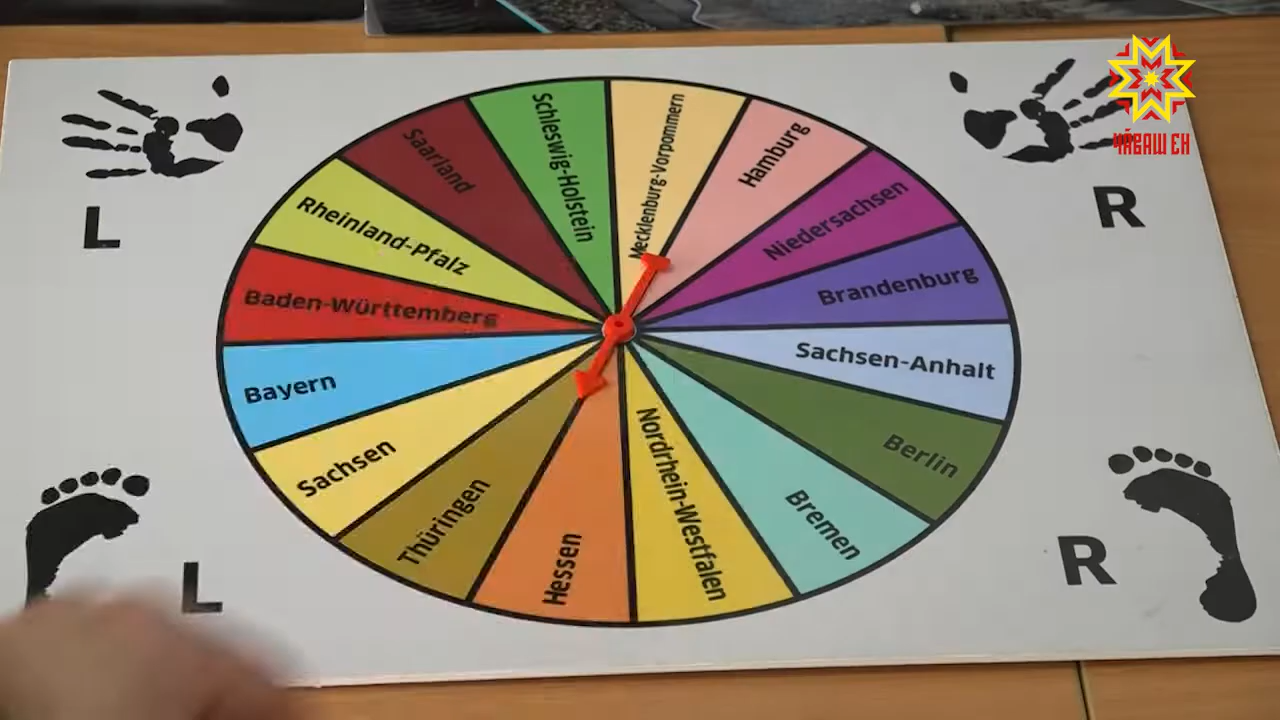 ЧӐВАШ ЕН
L
R
Schleswig-Holstein
Mecklenburg-Vorpommern
Hamburg
Saarland
Niedersachsen
Rheinland-Pfalz
Brandenburg
Baden-Württemberg
Sachsen-Anhalt
Bayern
Berlin
Sachsen
Bremen
Thüringen
Nordrhein-Westfalen
Hessen
L
R